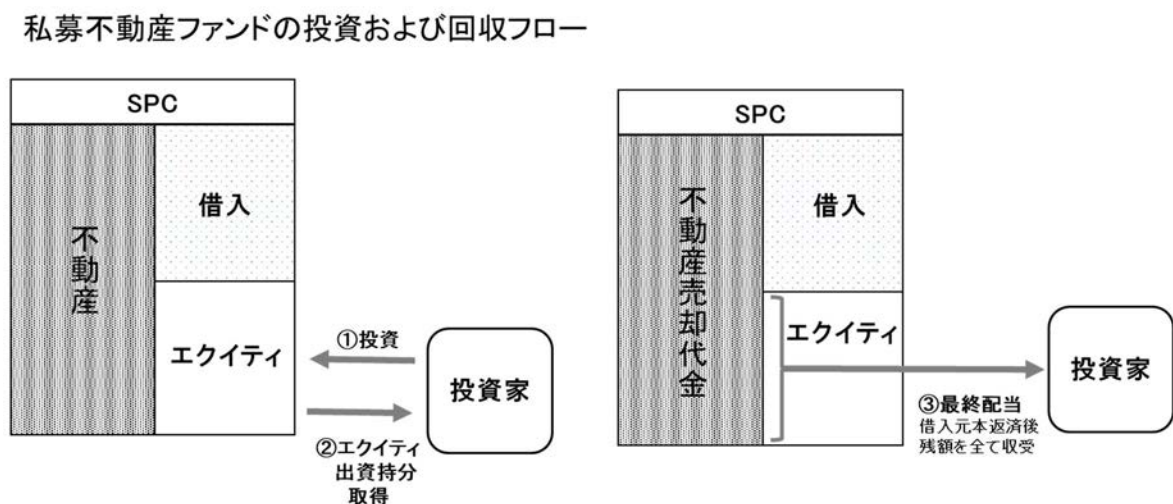 私募不動産ファンドの投資および回収フロー
SPC
不動産
借入
エクイティ
①投資
②エクイティ
出資持分
取得
投資家
SPC
不動産売却代金
借入
エクイティ
③最終配当
借入元本返済後
残額を全て収受
投資家